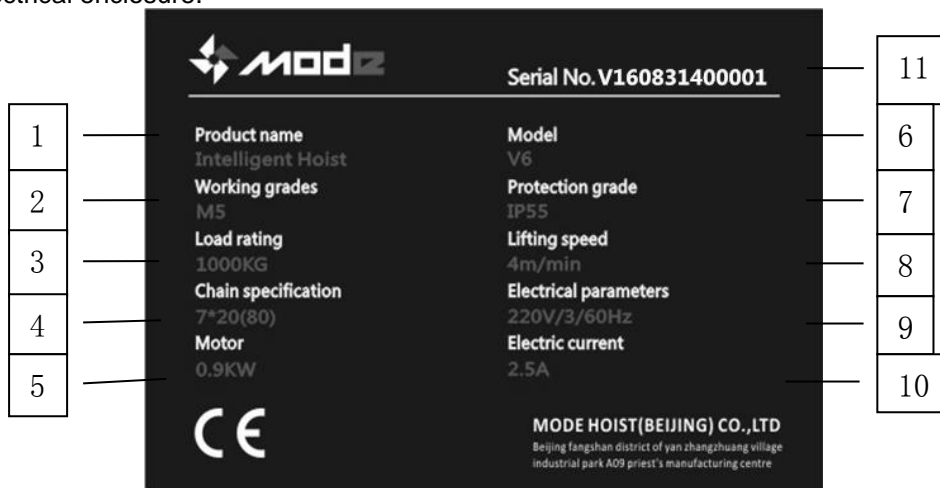 ctrical enclosure.
mode
Serial No. V160831400001
11
1
Product name
Intelligent Hoist
Model
V6
6
2
Working grades
M5
Protection grade
IP55
7
3
Load rating
1000KG
Lifting speed
4m/min
8
4
Chain specification
7*20(80)
Electrical parameters
220V/3/60Hz
9
5
Motor
0.9KW
Electric current
2.5A
10
CE
MODE HOIST(BEIJING) CO.,LTD
Beijing fangshan district of yan zhangzhuang village
industrial park A09 priest's manufacturing centre